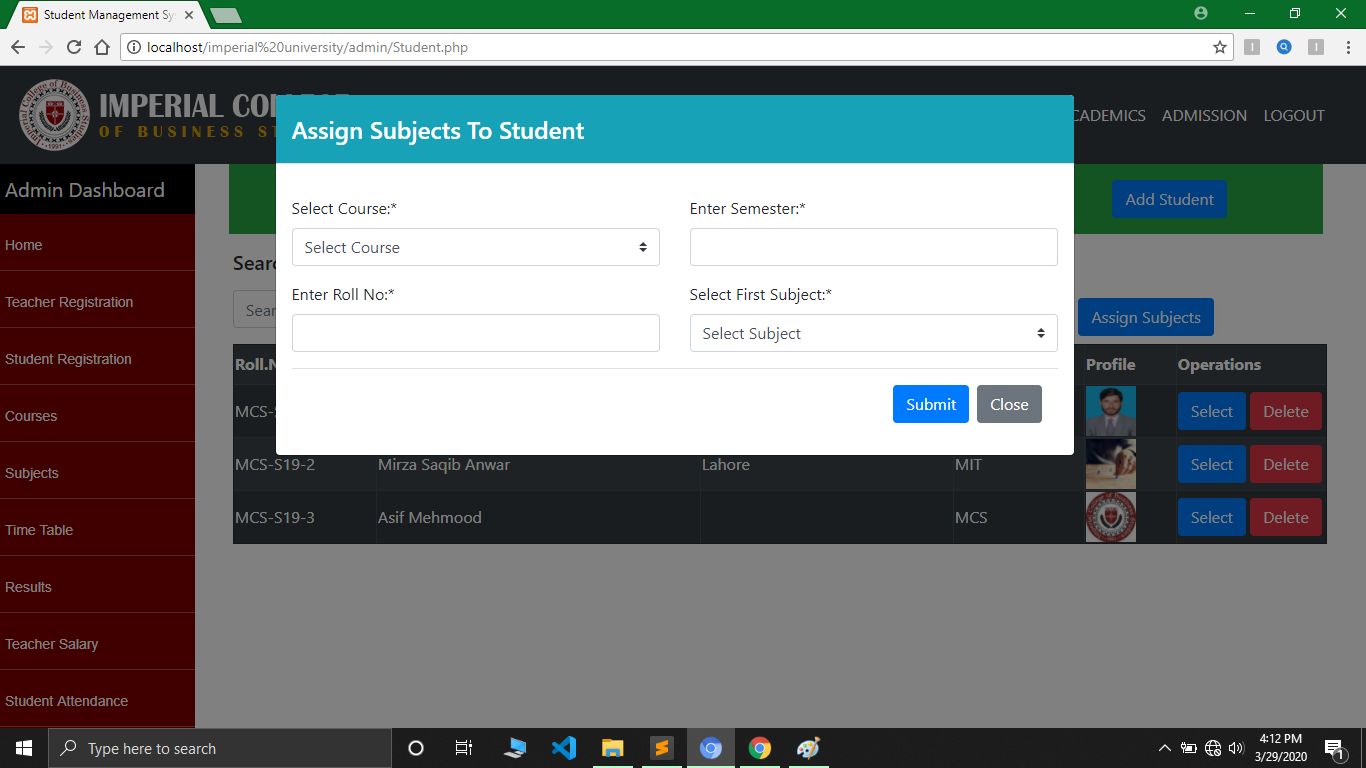 Student Management Sy
localhost/imperial%20university/admin/Student.php
IMPERIAL COLLEGE
OF BUSINESS ST
CADEMICS ADMISSION LOGOUT
Assign Subjects To Student
Admin Dashboard
Add Student
Select Course:* Enter Semester:*
Select Course
Home
Sear
Enter Roll No:* Select First Subject:*
Teacher Registration
Sear
Select Subject
Assign Subjects
Student Registration
Roll.N Profile Operations
Submit Close
MCS-S Select Delete
Courses
MCS-S19-2 Mirza Saqib Anwar Lahore MIT Select Delete
Subjects
MCS-S19-3 Asif Mehmood MCS Select Delete
Time Table
Results
Teacher Salary
Student Attendance
Type here to search
4:12 PM
3/29/2020
1